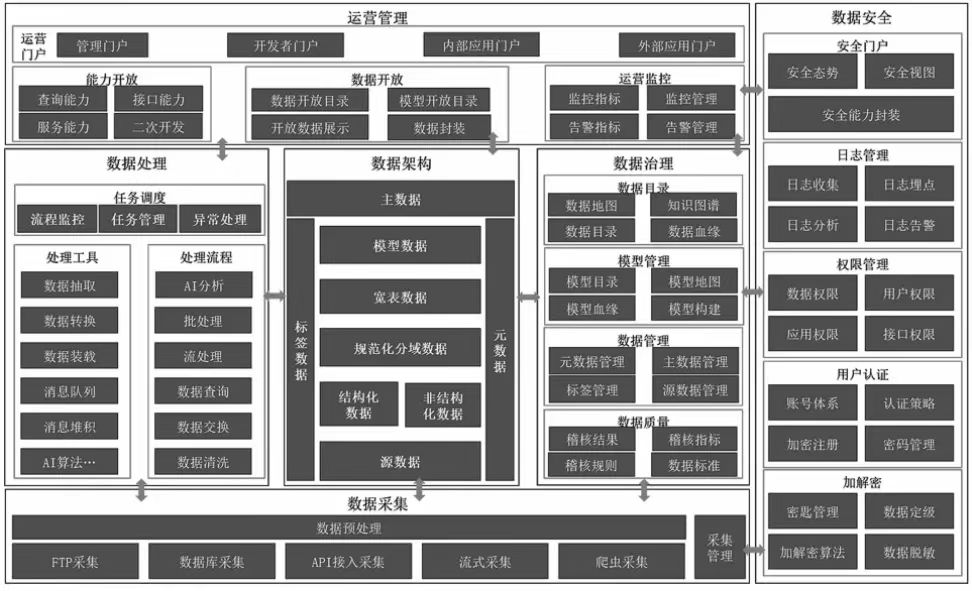 运营管理
运营
门户
管理门户
开发者门户
内部应用门户
外部应用门户
能力开放
查询能力
接口能力
服务能力
二次开发
数据开放
数据开放目录
模型开放目录
开放数据展示
数据封装
运营监控
监控指标
监控管理
告警指标
告警管理
数据处理
任务调度
流程监控
任务管理
异常处理
处理工具
数据抽取
数据转换
数据装载
消息队列
消息堆积
AI算法…
处理流程
AI分析
批处理
流处理
数据查询
数据交换
数据清洗
数据架构
主数据
标签数据
模型数据
宽表数据
规范化分域数据
结构化
数据
非结构
化数据
源数据
元数据
数据治理
数据目录
数据地图
知识图谱
数据目录
数据血缘
模型管理
模型目录
模型地图
模型血缘
模型构建
数据管理
元数据管理
主数据管理
标签管理
源数据管理
数据质量
稽核结果
稽核指标
稽核规则
数据标准
数据采集
数据预处理
FTP采集
数据库采集
API接入采集
流式采集
爬虫采集
采集
管理
数据安全
安全门户
安全态势
安全视图
安全能力封装
日志管理
日志收集
日志埋点
日志分析
日志告警
权限管理
数据权限
用户权限
应用权限
接口权限
用户认证
账号体系
认证策略
加密注册
密码管理
加解密
密匙管理
数据定级
加解密算法
数据脱敏